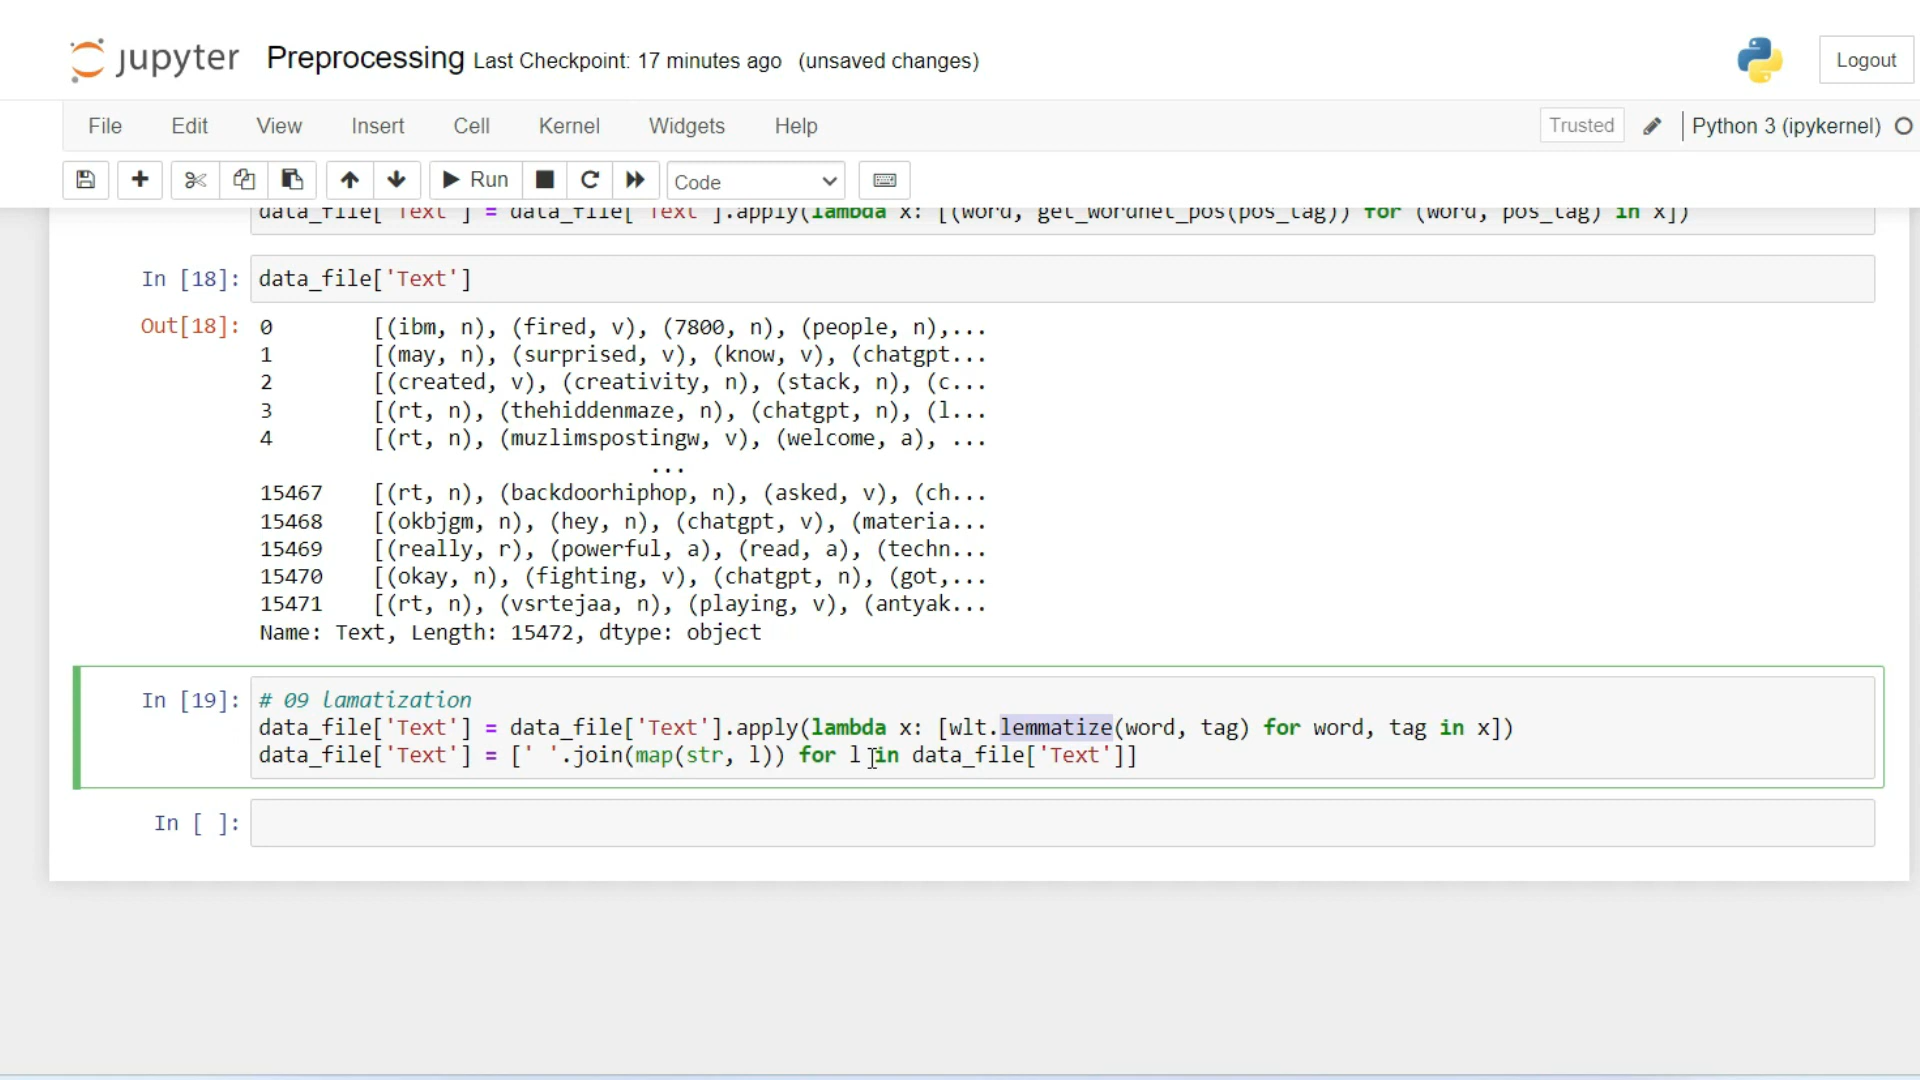 jupyter Preprocessing Last Checkpoint: 17 minutes ago (unsaved changes) Logout
File Edit View Insert Cell Kernel Widgets Help Trusted Python 3 (ipykernel)
Run Code
data_file['Text'] = data_file['Text'].apply(lambda x: [(word, get_wordnet_pos(pos_tag)) for (word, pos_tag) in x])
In [18]: data_file['Text']
Out[18]: 0 [(ibm, n), (fired, v), (7800, n), (people, n),...
1 [(may, n), (surprised, v), (know, v), (chatgpt...
2 [(created, v), (creativity, n), (stack, n), (c...
3 [(rt, n), (thehiddenmaze, n), (chatgpt, n), (l...
4 [(rt, n), (muzlimspostingw, v), (welcome, a), ...
...
15467 [(rt, n), (backdoorhiphop, n), (asked, v), (ch...
15468 [(okbjgm, n), (hey, n), (chatgpt, v), (materia...
15469 [(really, r), (powerful, a), (read, a), (techn...
15470 [(okay, n), (fighting, v), (chatgpt, n), (got,...
15471 [(rt, n), (vsrtejaa, n), (playing, v), (antyak...
Name: Text, Length: 15472, dtype: object
In [19]: # 09 lamatization
data_file['Text'] = data_file['Text'].apply(lambda x: [wlt.lemmatize(word, tag) for word, tag in x])
data_file['Text'] = [' '.join(map(str, l)) for l in data_file['Text']]
In [ ]: